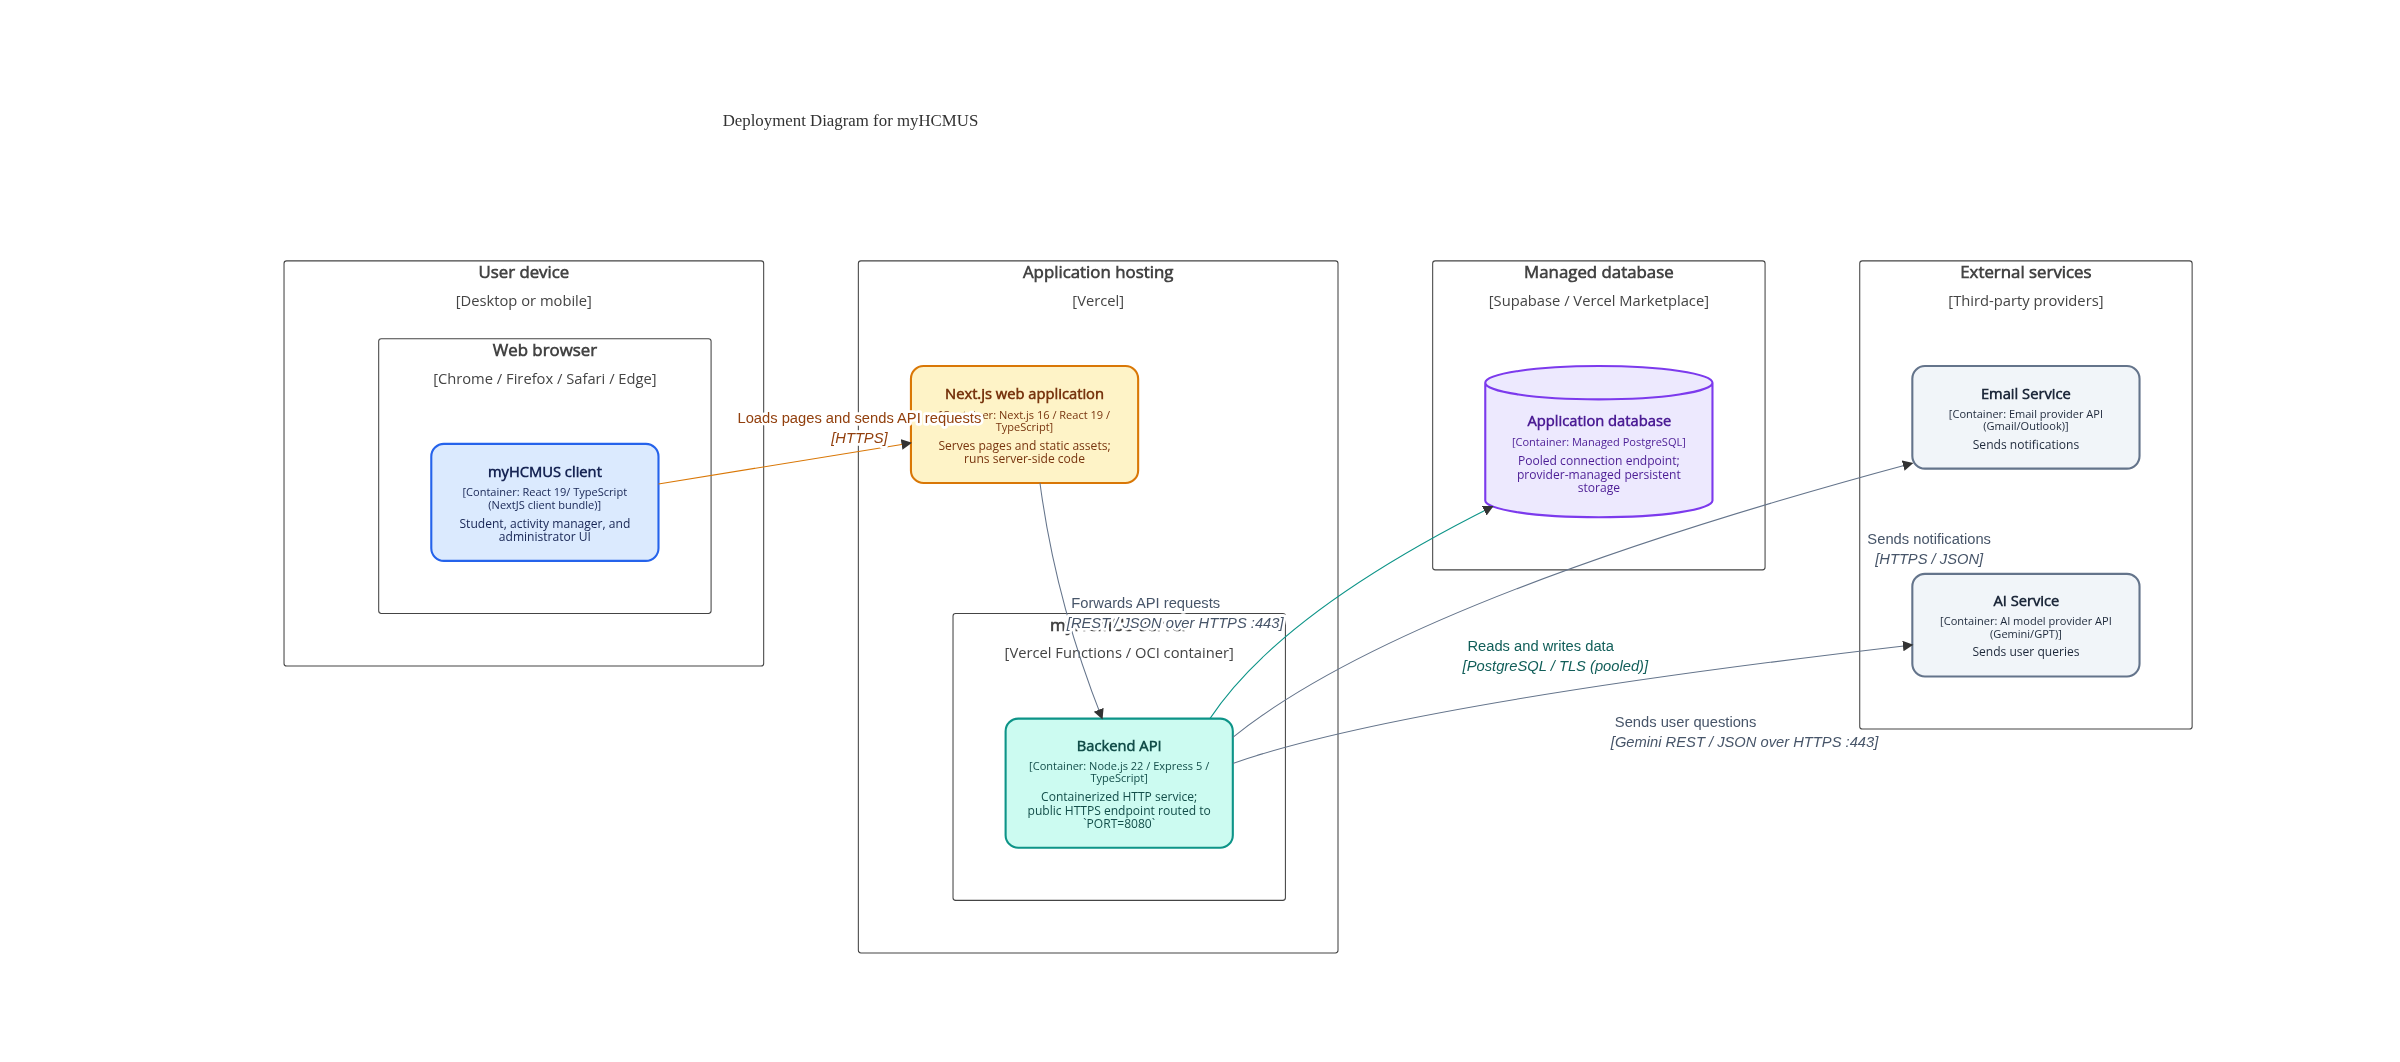 Deployment Diagram for myHCMUS
User device
[Desktop or mobile]
Web browser
[Chrome / Firefox / Safari / Edge]
myHCMUS client
[Container: React 19/ TypeScript
(NextJS client bundle)]
Student, activity manager, and
administrator UI
Loads pages and sends API requests
[HTTPS]
Application hosting
[Vercel]
Next.js web application
Next.js 16 / React 19 /
TypeScript]
Serves pages and static assets;
runs server-side code
Forwards API requests
[REST / JSON over HTTPS :443]
[Vercel Functions / OCI container]
Backend API
[Container: Node.js 22 / Express 5 /
TypeScript]
Containerized HTTP service;
public HTTPS endpoint routed to
`PORT=8080`
Managed database
[Supabase / Vercel Marketplace]
Application database
[Container: Managed PostgreSQL]
Pooled connection endpoint;
provider-managed persistent
storage
Reads and writes data
[PostgreSQL / TLS (pooled)]
Sends user questions
[Gemini REST / JSON over HTTPS :443]
External services
[Third-party providers]
Email Service
[Container: Email provider API
(Gmail/Outlook)]
Sends notifications
Sends notifications
[HTTPS / JSON]
AI Service
[Container: AI model provider API
(Gemini/GPT)]
Sends user queries